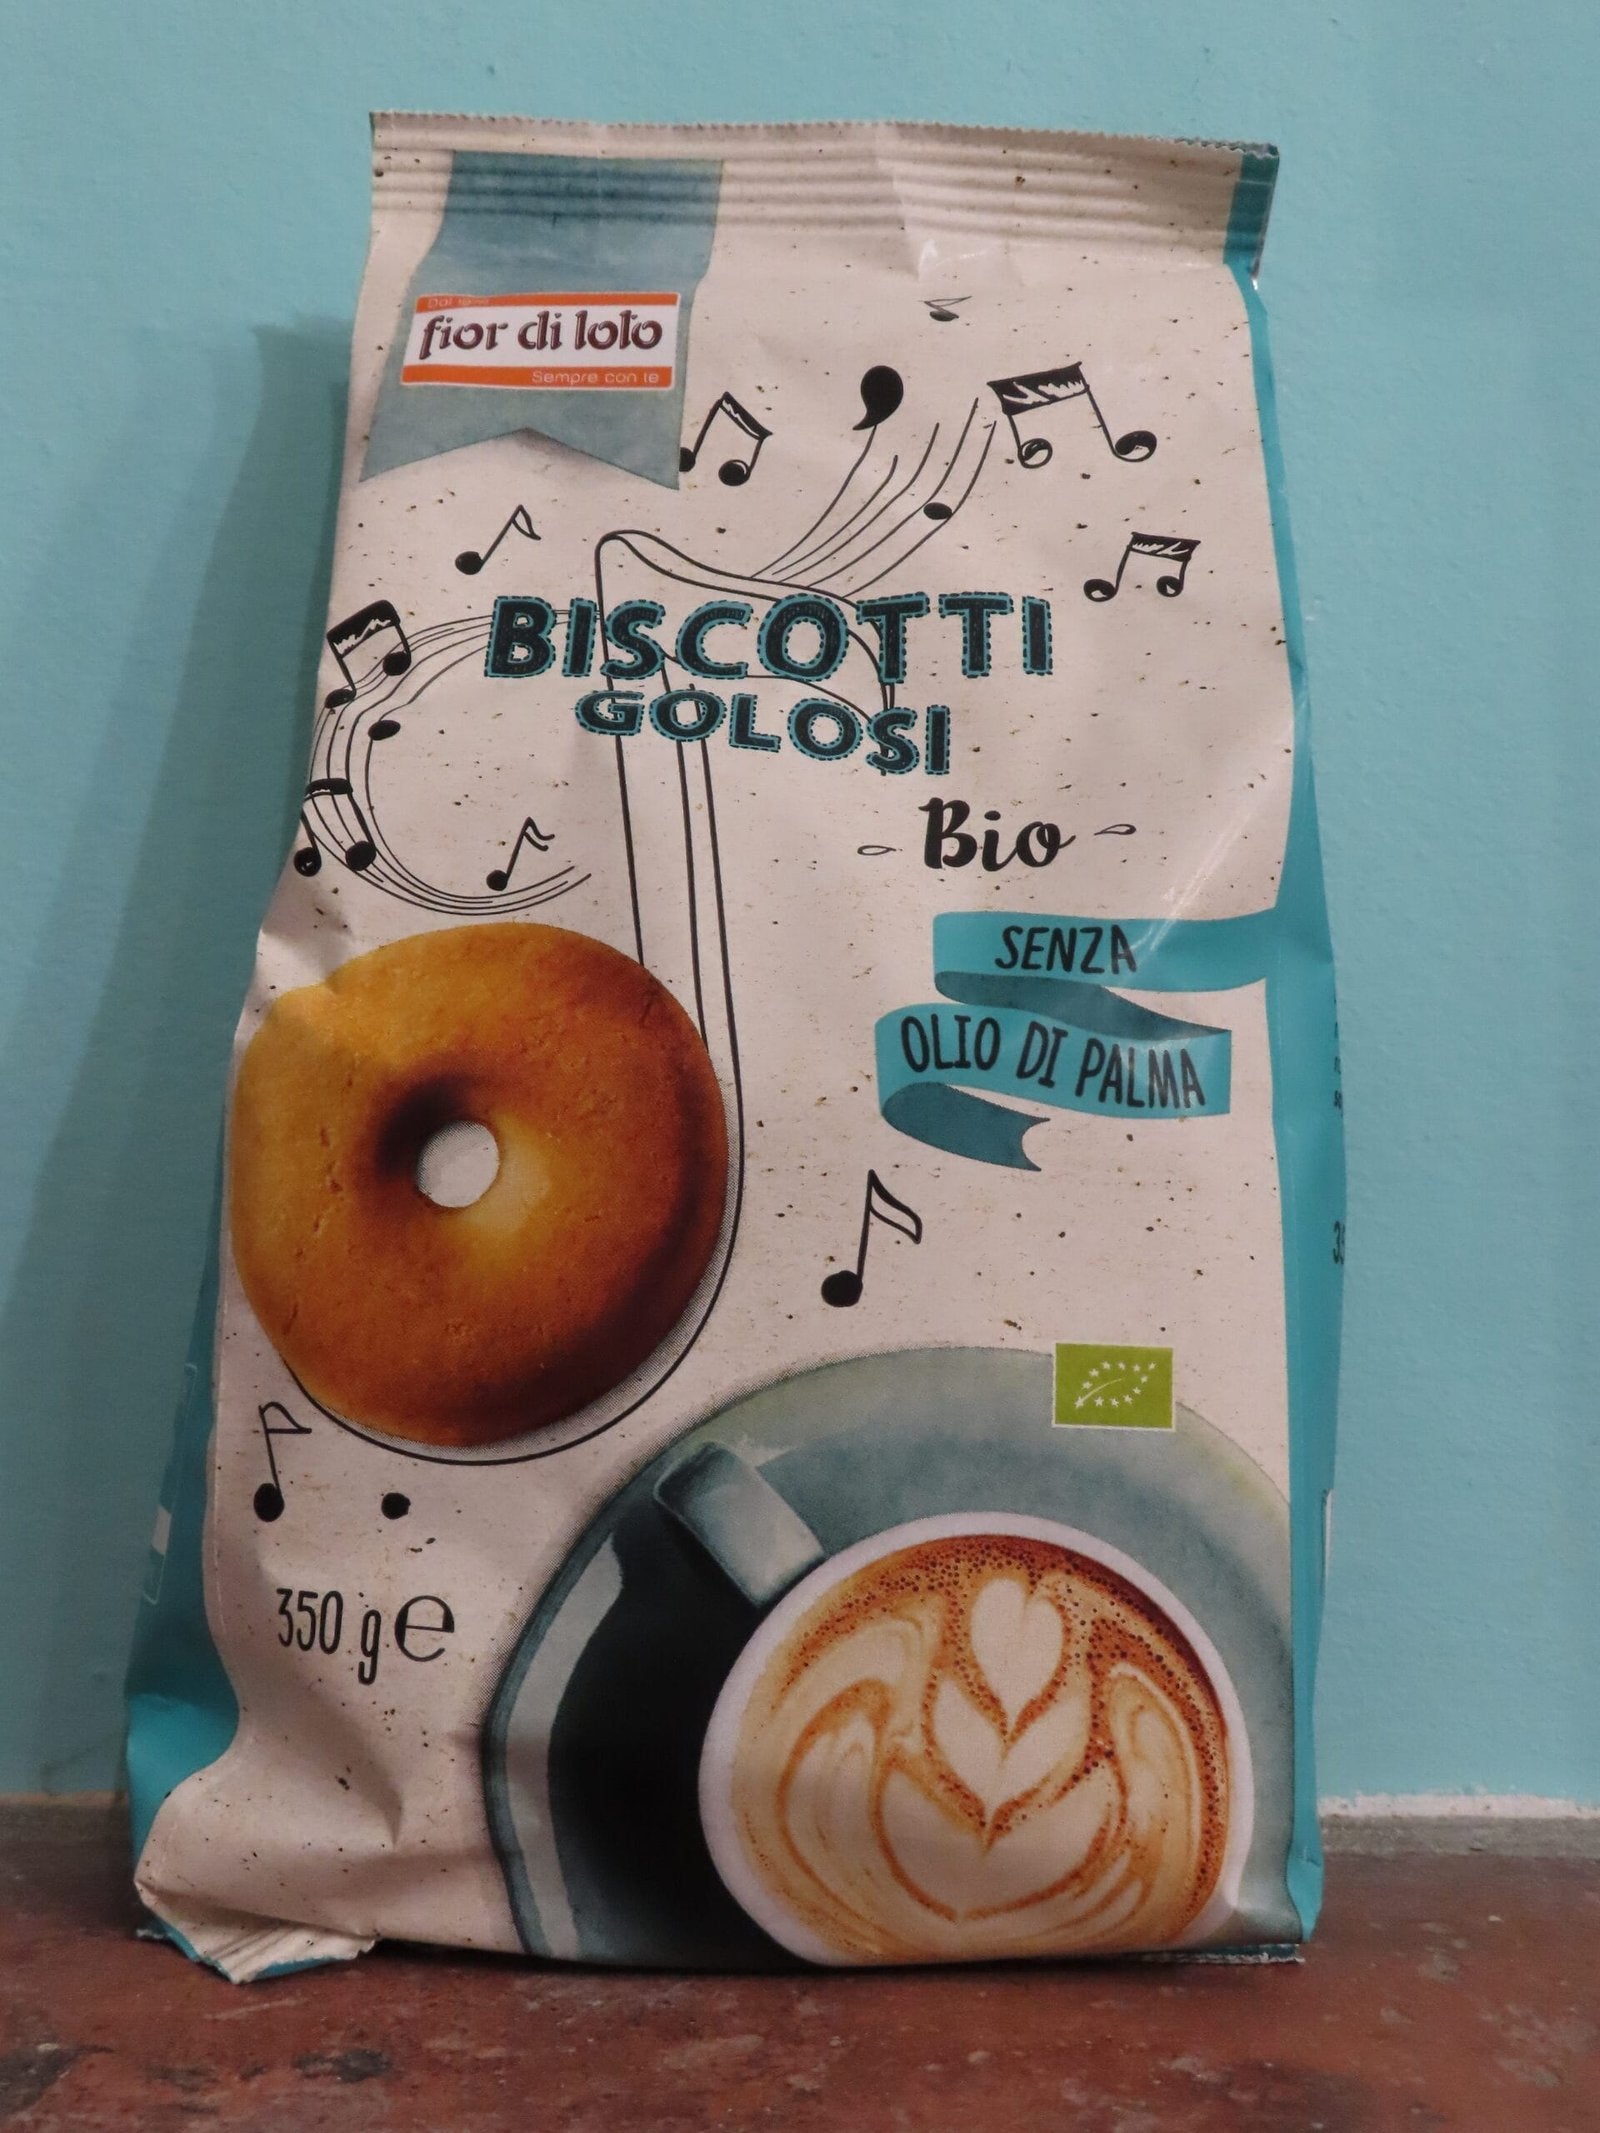 fior di loto
Sempre con te
BISCOTTI
GOLOSI
Bio
SENZA
OLIO DI PALMA
350 g e